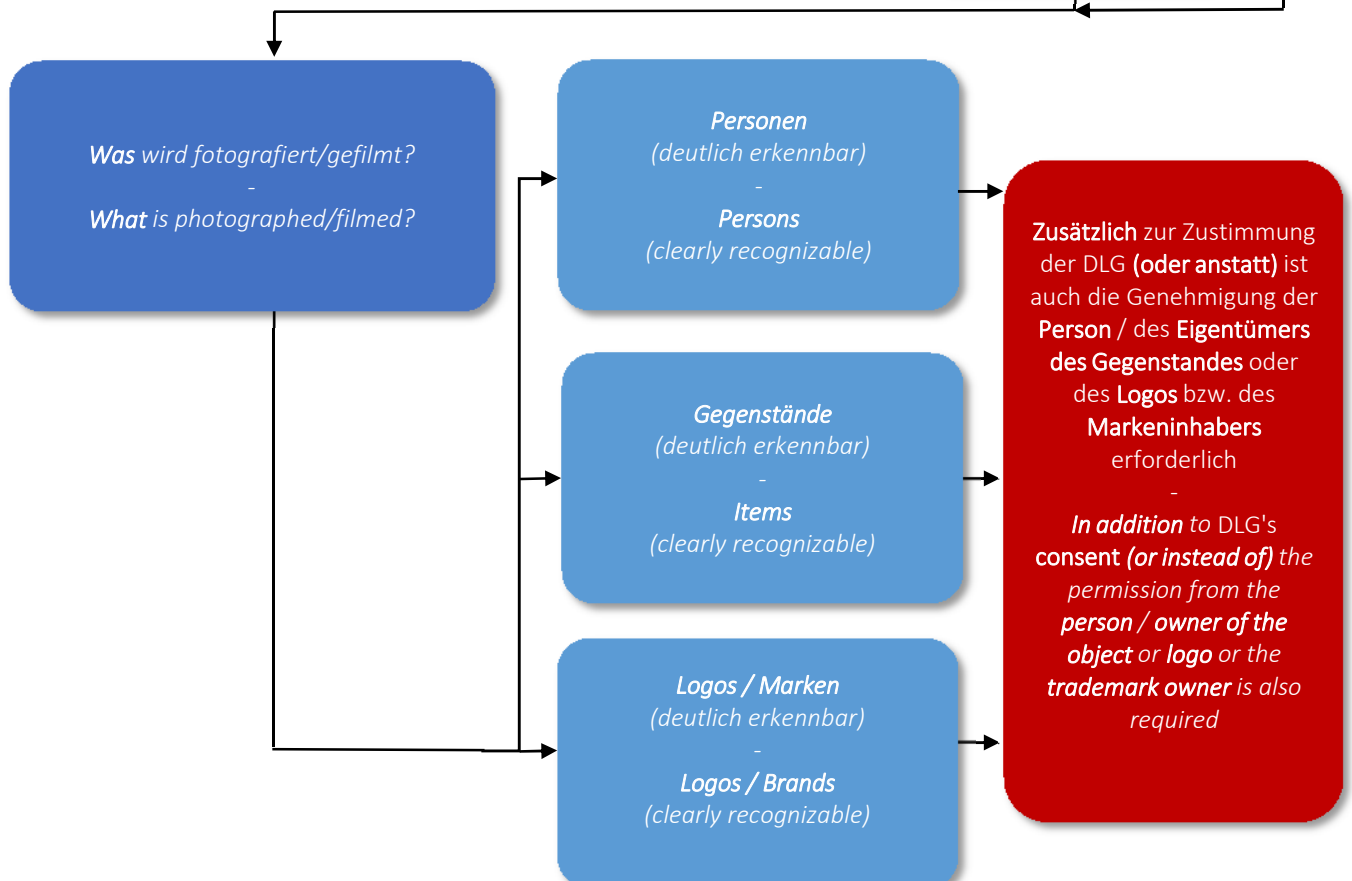 Was wird fotografiert/gefilmt?
-
What is photographed/filmed?
Personen
(deutlich erkennbar)
-
Persons
(clearly recognizable)
Gegenstände
(deutlich erkennbar)
-
Items
(clearly recognizable)
Logos / Marken
(deutlich erkennbar)
-
Logos / Brands
(clearly recognizable)
Zusätzlich zur Zustimmung
der DLG (oder anstatt) ist
auch die Genehmigung der
Person / des Eigentümers
des Gegenstandes oder
des Logos bzw. des
Markeninhabers
erforderlich
-
In addition to DLG's
consent (or instead of) the
permission from the
person / owner of the
object or logo or the
trademark owner is also
required